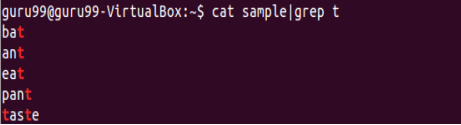 guru99@guru99-VirtualBox:~$ cat sample|grep t
bat
ant
eat
pant
taste